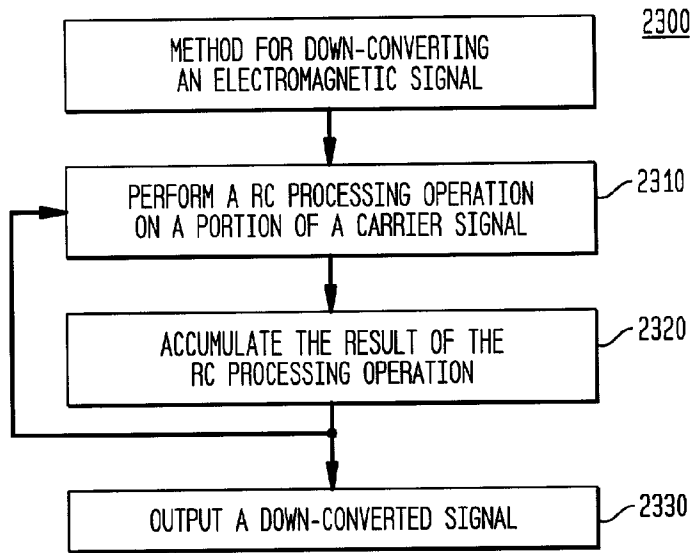 2300
METHOD FOR DOWN-CONVERTING
AN ELECTROMAGNETIC SIGNAL
PERFORM A RC PROCESSING OPERATION
ON A PORTION OF A CARRIER SIGNAL
2310
ACCUMULATE THE RESULT OF THE
RC PROCESSING OPERATION
2320
OUTPUT A DOWN-CONVERTED SIGNAL
2330